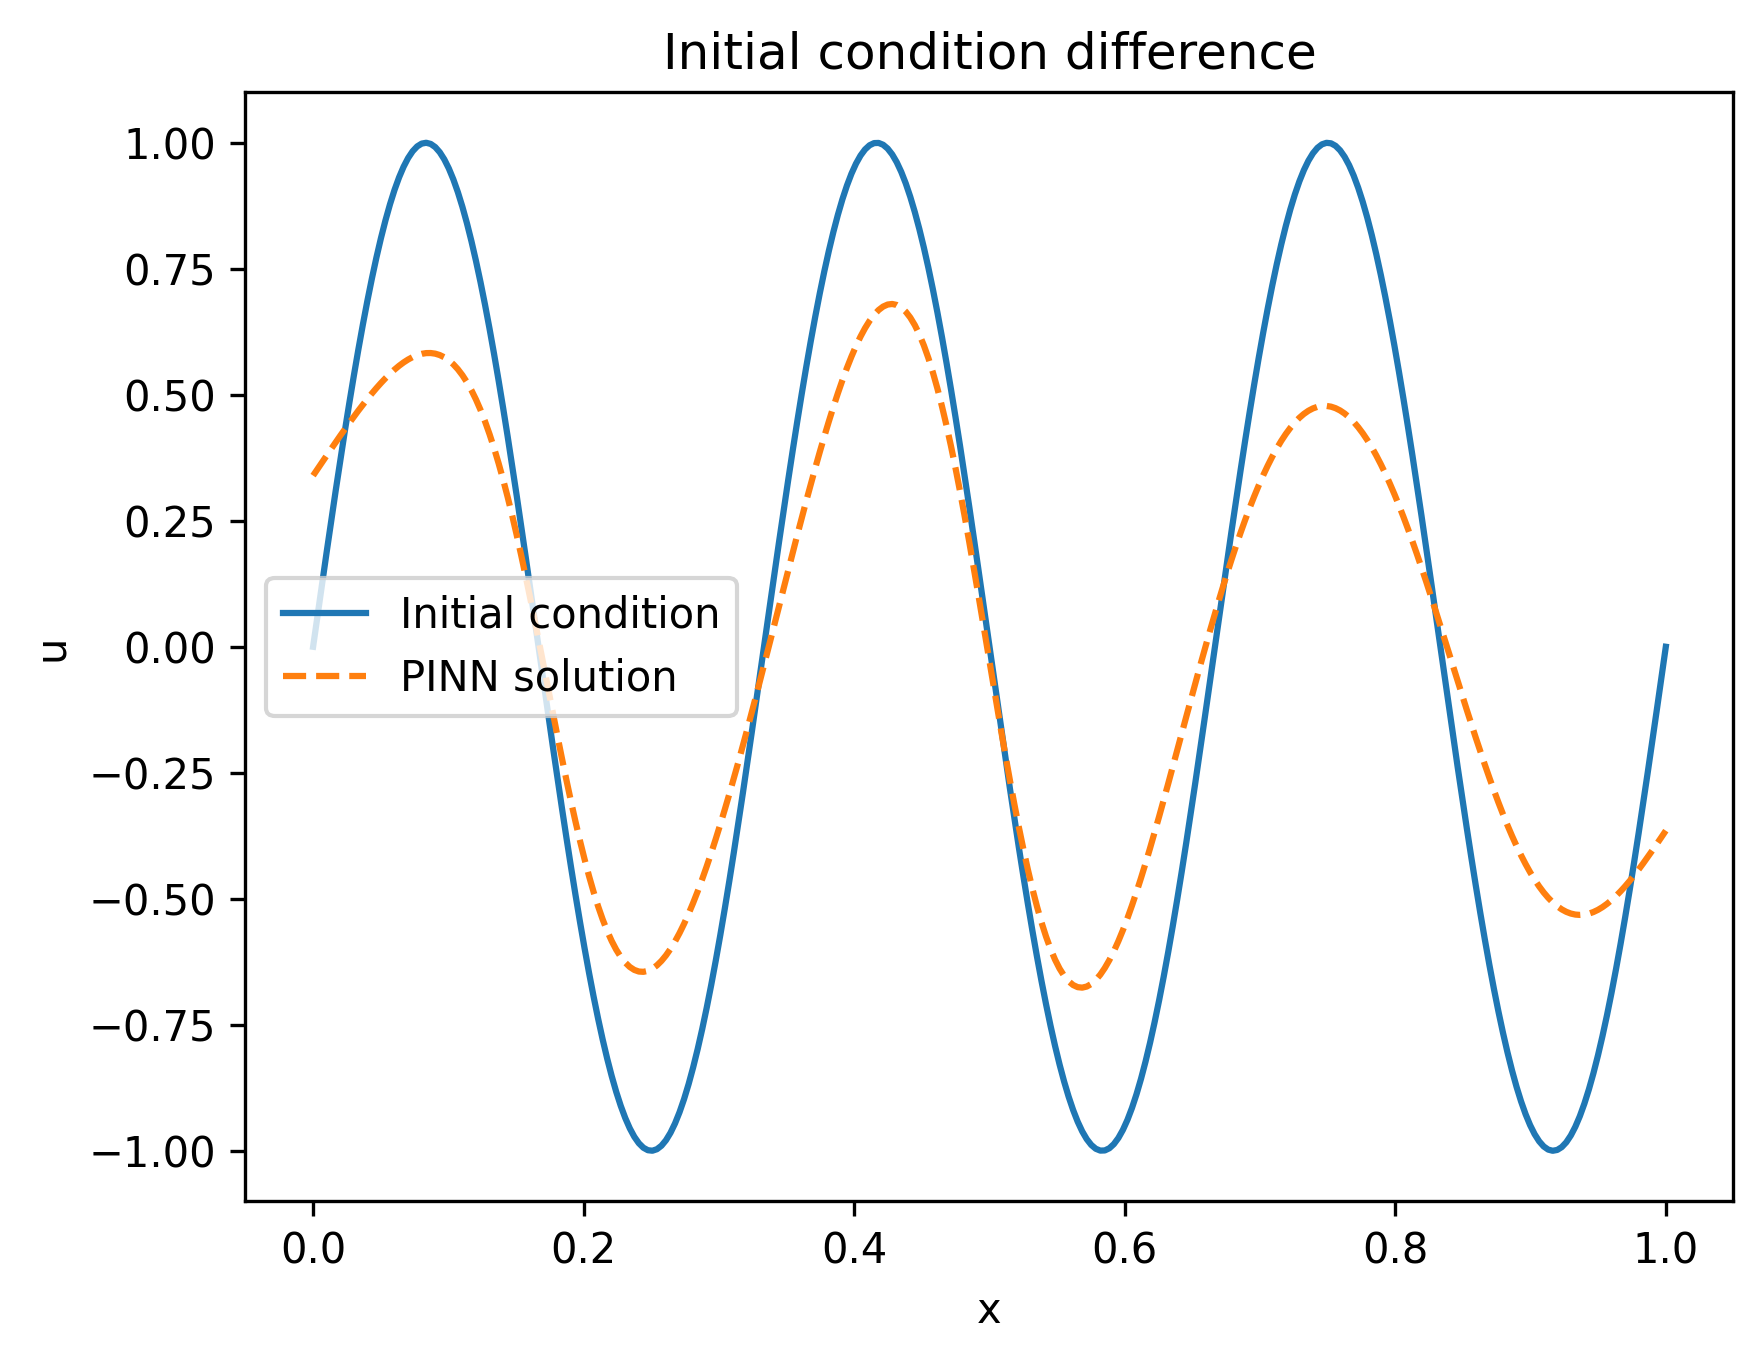 Initial condition difference
1.00
0.75
0.50
0.25
0.00
−0.25
−0.50
−0.75
−1.00
u
Initial condition
PINN solution
0.0 0.2 0.4 0.6 0.8 1.0
x